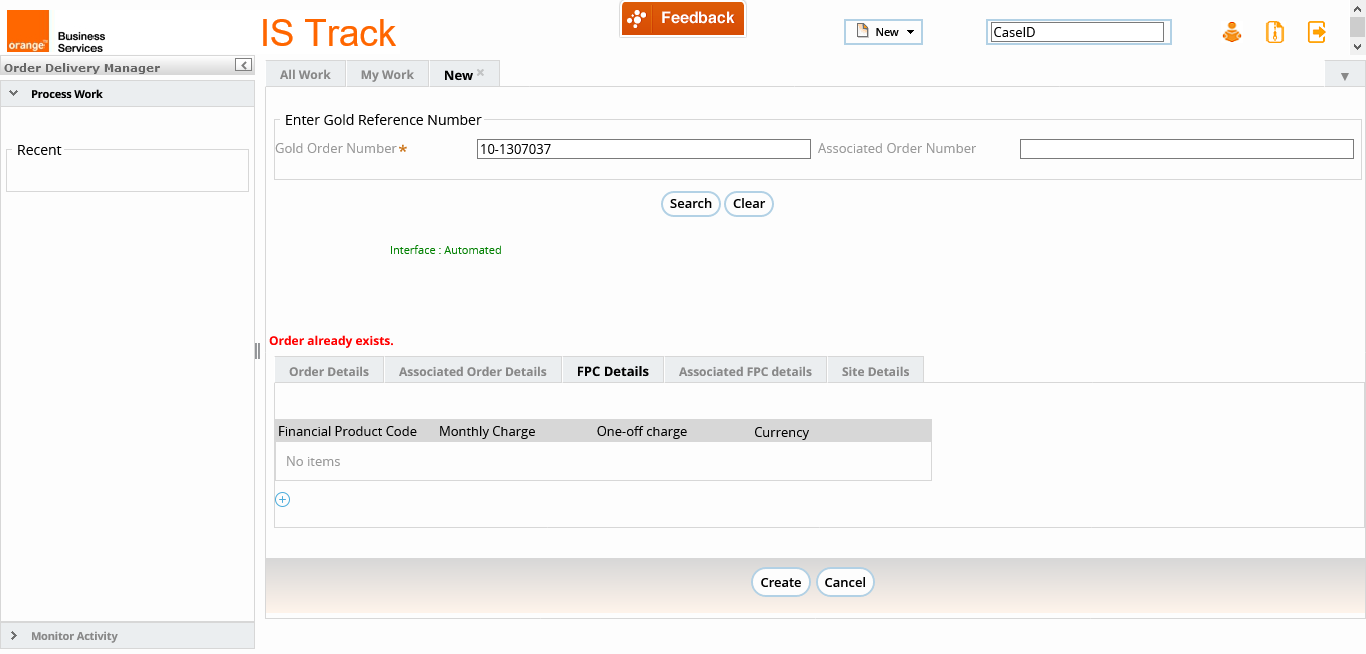 orange™
Business
Services
IS Track
Feedback
New
CaseID
Order Delivery Manager
Process Work
Recent
Monitor Activity
All Work My Work New
Enter Gold Reference Number
Gold Order Number* 10-1307037 Associated Order Number
Search Clear
Interface : Automated
Order already exists.
Order Details Associated Order Details FPC Details Associated FPC details Site Details
Financial Product Code Monthly Charge One-off charge Currency
No items
Create Cancel